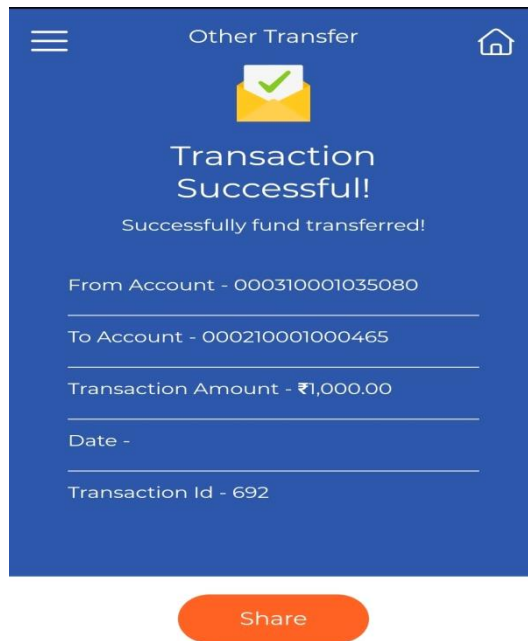 Other Transfer
Transaction
Successful!
Successfully fund transferred!
From Account - 000310001035080
To Account - 000210001000465
Transaction Amount - ₹1,000.00
Date -
Transaction Id - 692
Share